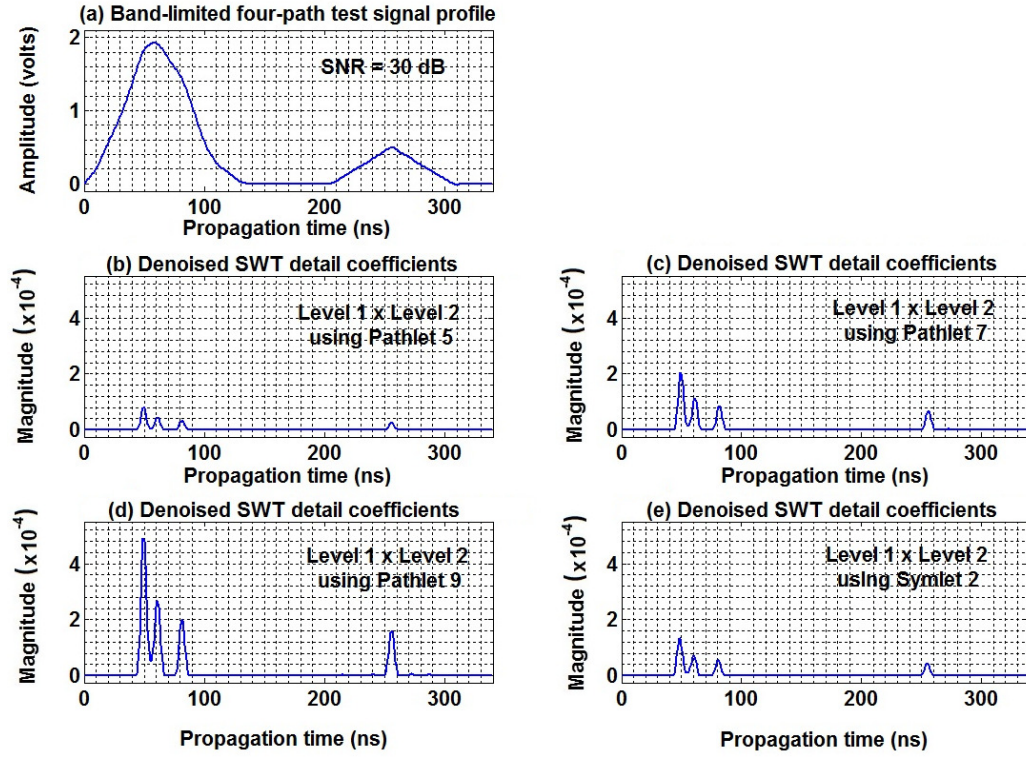 (a) Band-limited four-path test signal profile
Amplitude (volts)
2
1
0
SNR = 30 dB
0 100 200 300
Propagation time (ns)
(b) Denoised SWT detail coefficients
Magnitude (x10^-4)
4
2
0
Level 1 x Level 2
using Pathlet 5
0 100 200 300
Propagation time (ns)
(c) Denoised SWT detail coefficients
Magnitude (x10^-4)
4
2
0
Level 1 x Level 2
using Pathlet 7
0 100 200 300
Propagation time (ns)
(d) Denoised SWT detail coefficients
Magnitude (x10^-4)
4
2
0
Level 1 x Level 2
using Pathlet 9
0 100 200 300
Propagation time (ns)
(e) Denoised SWT detail coefficients
Magnitude (x10^-4)
4
2
0
Level 1 x Level 2
using Symlet 2
0 100 200 300
Propagation time (ns)